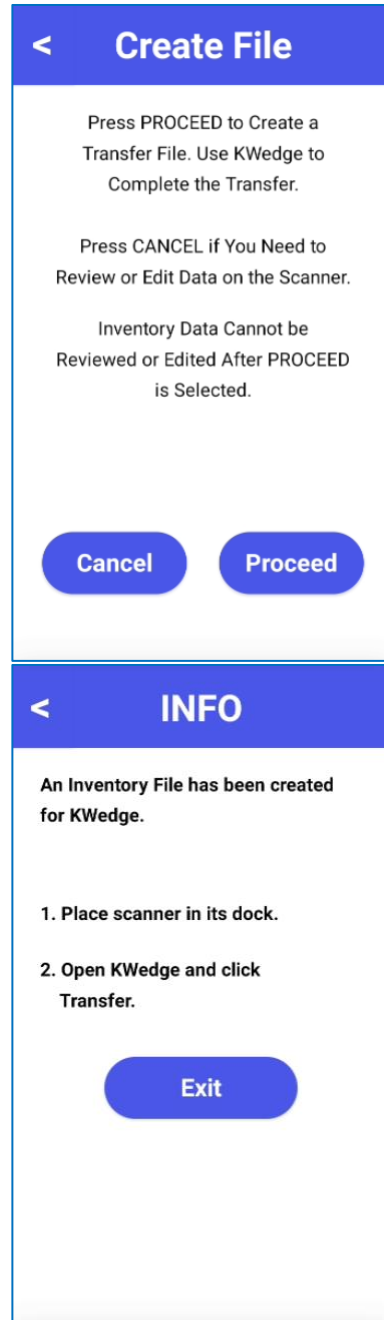 < Create File
Press PROCEED to Create a
Transfer File. Use KWedge to
Complete the Transfer.
Press CANCEL if You Need to
Review or Edit Data on the Scanner.
Inventory Data Cannot be
Reviewed or Edited After PROCEED
is Selected.
Cancel Proceed
< INFO
An Inventory File has been created
for KWedge.
1. Place scanner in its dock.
2. Open KWedge and click
Transfer.
Exit